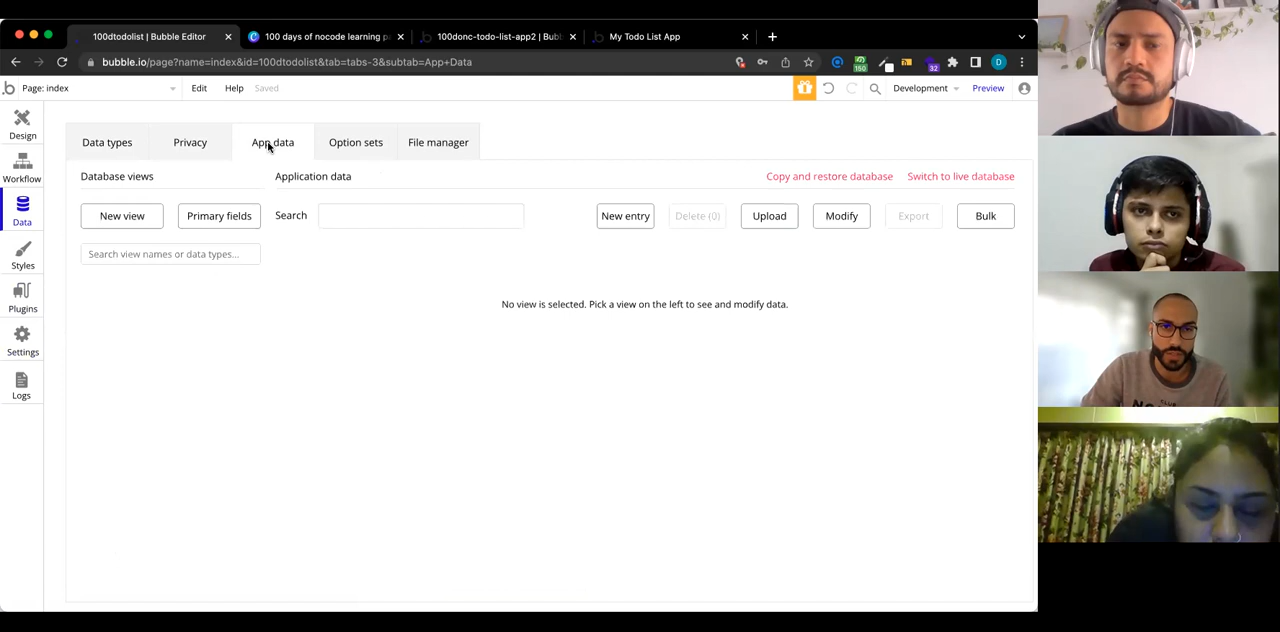 100dtodolist | Bubble Editor
100 days of nocode learning p
100donc-todo-list-app2 | Bub
My Todo List App
bubble.io/page?name=index&id=100dtodolist&tab=tabs-3&subtab=App+Data
150
32
D
Page: index
Edit
Help
Saved
Development
Preview
Design
Workflow
Data
Styles
Plugins
Settings
Logs
Data types
Privacy
App data
Option sets
File manager
Database views
Application data
Copy and restore database
Switch to live database
New view
Primary fields
Search
New entry
Delete (0)
Upload
Modify
Export
Bulk
Search view names or data types...
No view is selected. Pick a view on the left to see and modify data.
CLUB